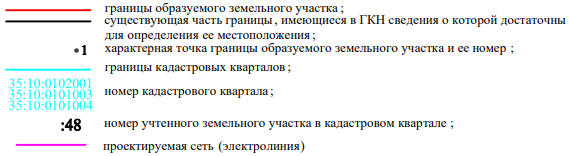 границы образуемого земельного участка ;
существующая часть границы , имеющиеся в ГКН сведения о которой достаточны
для определения ее местоположения ;
•1 характерная точка границы образуемого земельного участка и ее номер ;
границы кадастровых кварталов ;
35:10:0102001
35:10:0101003
35:10:0101004
номер кадастрового квартала ;
:48 номер учтенного земельного участка в кадастровом квартале ;
проектируемая сеть (электролиния)